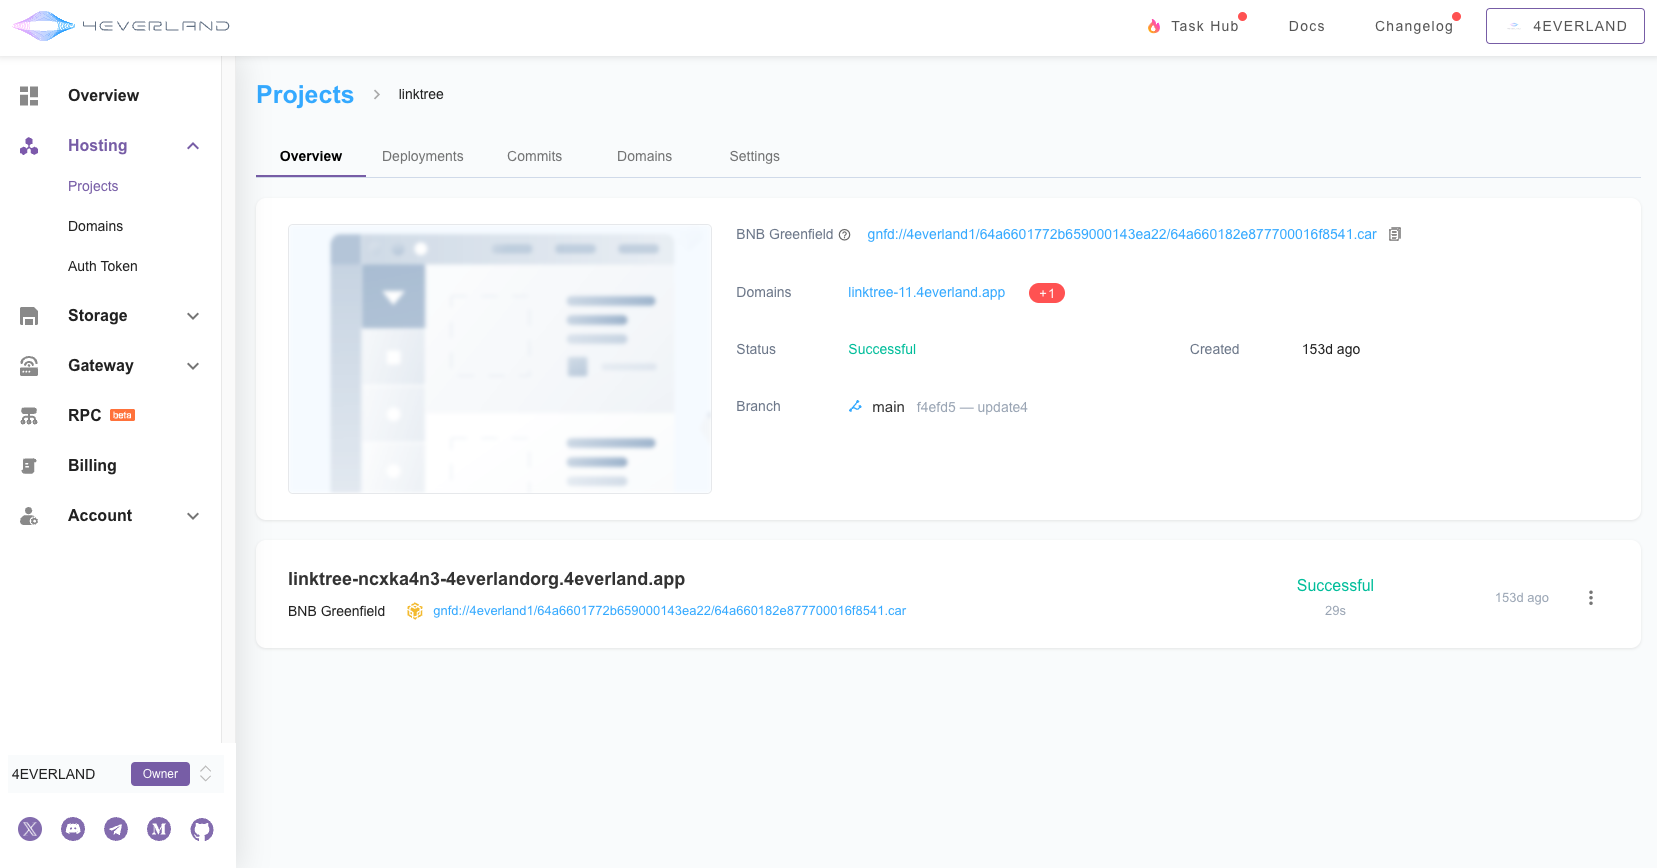 4EVERLAND
Task Hub
Docs
Changelog
4EVERLAND
Overview
Hosting
Projects
Domains
Auth Token
Storage
Gateway
RPC beta
Billing
Account
4EVERLAND
Owner
Projects > linktree
Overview
Deployments
Commits
Domains
Settings
BNB Greenfield
gnfd://4everland1/64a6601772b659000143ea22/64a660182e877700016f8541.car
Domains
linktree-11.4everland.app
+1
Status
Successful
Created
153d ago
Branch
main
f4efd5 — update4
linktree-ncxka4n3-4everlandorg.4everland.app
BNB Greenfield
gnfd://4everland1/64a6601772b659000143ea22/64a660182e877700016f8541.car
Successful
29s
153d ago